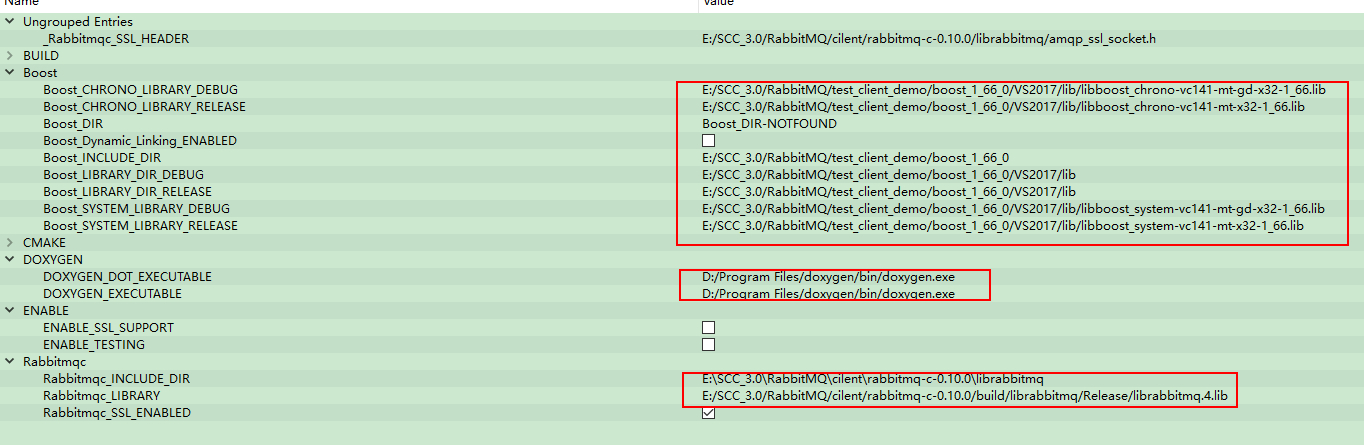 Name Value
Ungrouped Entries
_Rabbitmqc_SSL_HEADER E:/SCC_3.0/RabbitMQ/cilent/rabbitmq-c-0.10.0/librabbitmq/amqp_ssl_socket.h
BUILD
Boost
Boost_CHRONO_LIBRARY_DEBUG E:/SCC_3.0/RabbitMQ/test_client_demo/boost_1_66_0/VS2017/lib/libboost_chrono-vc141-mt-gd-x32-1_66.lib
Boost_CHRONO_LIBRARY_RELEASE E:/SCC_3.0/RabbitMQ/test_client_demo/boost_1_66_0/VS2017/lib/libboost_chrono-vc141-mt-x32-1_66.lib
Boost_DIR Boost_DIR-NOTFOUND
Boost_Dynamic_Linking_ENABLED
Boost_INCLUDE_DIR E:/SCC_3.0/RabbitMQ/test_client_demo/boost_1_66_0
Boost_LIBRARY_DIR_DEBUG E:/SCC_3.0/RabbitMQ/test_client_demo/boost_1_66_0/VS2017/lib
Boost_LIBRARY_DIR_RELEASE E:/SCC_3.0/RabbitMQ/test_client_demo/boost_1_66_0/VS2017/lib
Boost_SYSTEM_LIBRARY_DEBUG E:/SCC_3.0/RabbitMQ/test_client_demo/boost_1_66_0/VS2017/lib/libboost_system-vc141-mt-gd-x32-1_66.lib
Boost_SYSTEM_LIBRARY_RELEASE E:/SCC_3.0/RabbitMQ/test_client_demo/boost_1_66_0/VS2017/lib/libboost_system-vc141-mt-x32-1_66.lib
CMAKE
DOXYGEN
DOXYGEN_DOT_EXECUTABLE D:/Program Files/doxygen/bin/doxygen.exe
DOXYGEN_EXECUTABLE D:/Program Files/doxygen/bin/doxygen.exe
ENABLE
ENABLE_SSL_SUPPORT
ENABLE_TESTING
Rabbitmqc
Rabbitmqc_INCLUDE_DIR E:\SCC_3.0\RabbitMQ\cilent\rabbitmq-c-0.10.0\librabbitmq
Rabbitmqc_LIBRARY E:/SCC_3.0/RabbitMQ/cilent/rabbitmq-c-0.10.0/build/librabbitmq/Release/librabbitmq.4.lib
Rabbitmqc_SSL_ENABLED